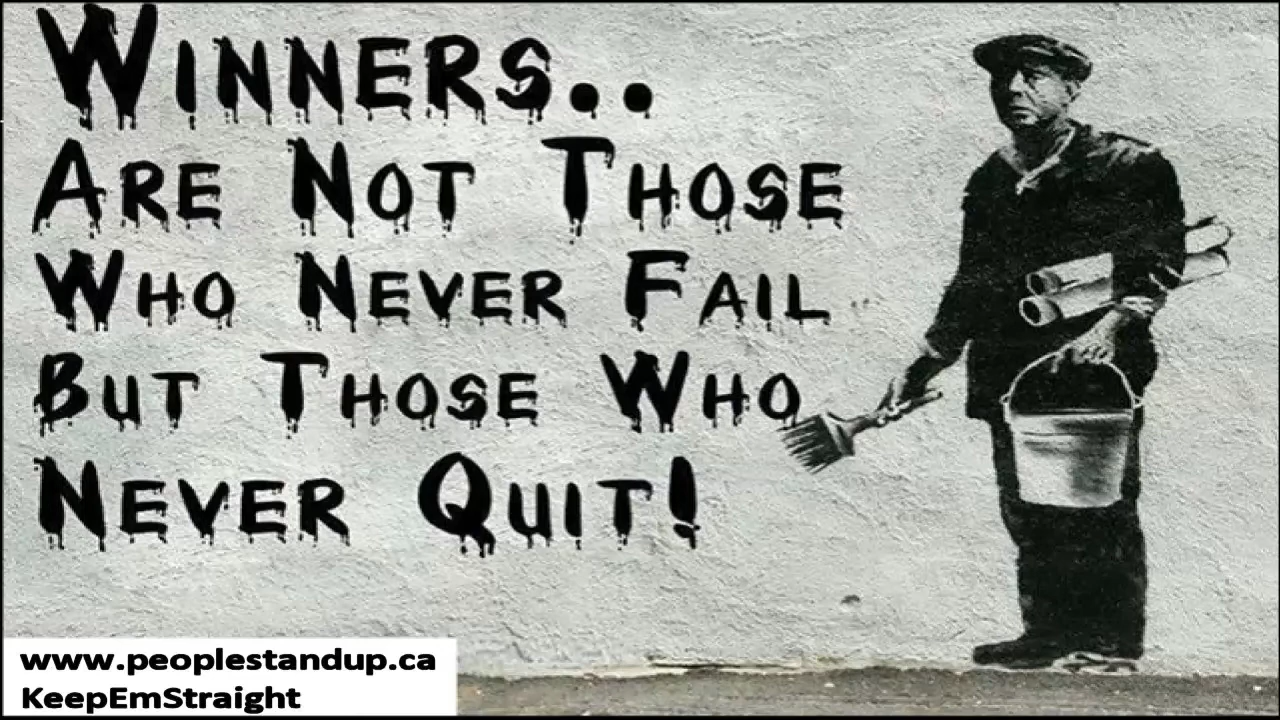 WINNERS..
ARE NOT THOSE
WHO NEVER FAIL
BUT THOSE WHO
NEVER QUIT!
www.peoplestandup.ca
KeepEmStraight